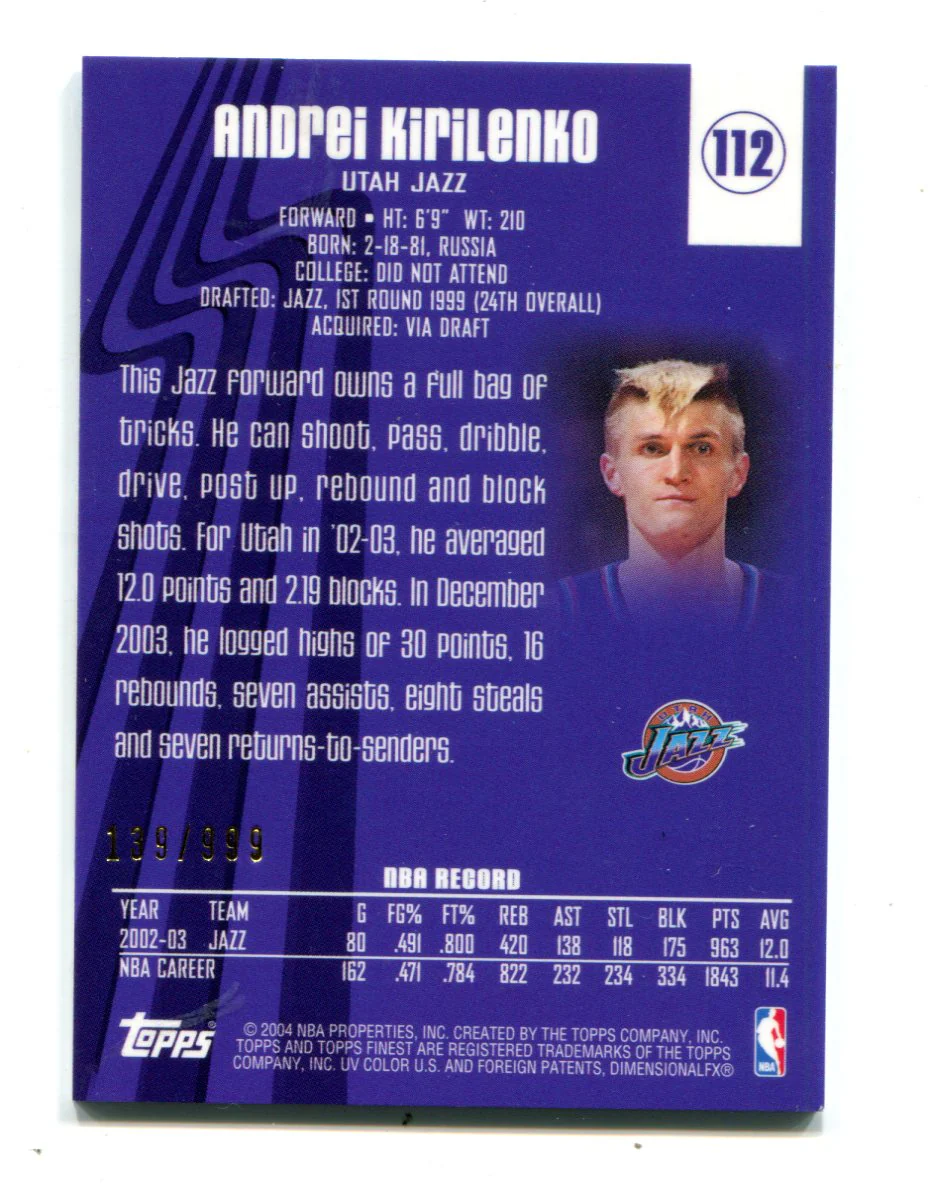 Andrei Kirilenko
112
UTAH JAZZ
FORWARD ▪ HT: 6'9" WT: 210
BORN: 2-18-81, RUSSIA
COLLEGE: DID NOT ATTEND
DRAFTED: JAZZ, 1ST ROUND 1999 (24TH OVERALL)
ACQUIRED: VIA DRAFT
This Jazz forward owns a full bag of
tricks. He can shoot, pass, dribble,
drive, post up, rebound and block
shots. For Utah in '02-03, he averaged
12.0 points and 2.19 blocks. In December
2003, he logged highs of 30 points, 16
rebounds, seven assists, eight steals
and seven returns-to-senders.
UTAH
JAZZ
139/999
NBA RECORD
YEAR TEAM G FG% FT% REB AST STL BLK PTS AVG
2002-03 JAZZ 80 .491 .800 420 138 118 175 963 12.0
NBA CAREER 162 .471 .784 822 232 234 334 1843 11.4
topps®
© 2004 NBA PROPERTIES, INC. CREATED BY THE TOPPS COMPANY, INC.
TOPPS AND TOPPS FINEST ARE REGISTERED TRADEMARKS OF THE TOPPS
COMPANY, INC. UV COLOR U.S. AND FOREIGN PATENTS, DIMENSIONALFX®
NBA